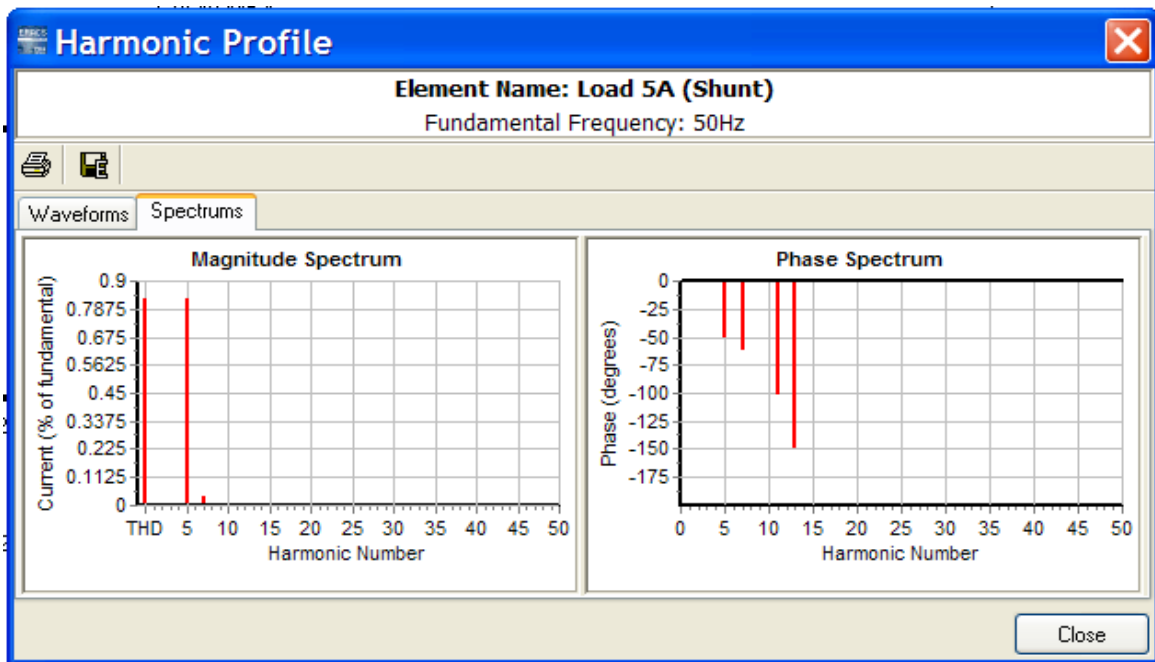 Harmonic Profile
Element Name: Load 5A (Shunt)
Fundamental Frequency: 50Hz
Waveforms
Spectrums
Magnitude Spectrum
Current (% of fundamental)
0.9
0.7875
0.675
0.5625
0.45
0.3375
0.225
0.1125
0
THD 5 10 15 20 25 30 35 40 45 50
Harmonic Number
Phase Spectrum
Phase (degrees)
0
-25
-50
-75
-100
-125
-150
-175
0 5 10 15 20 25 30 35 40 45 50
Harmonic Number
Close